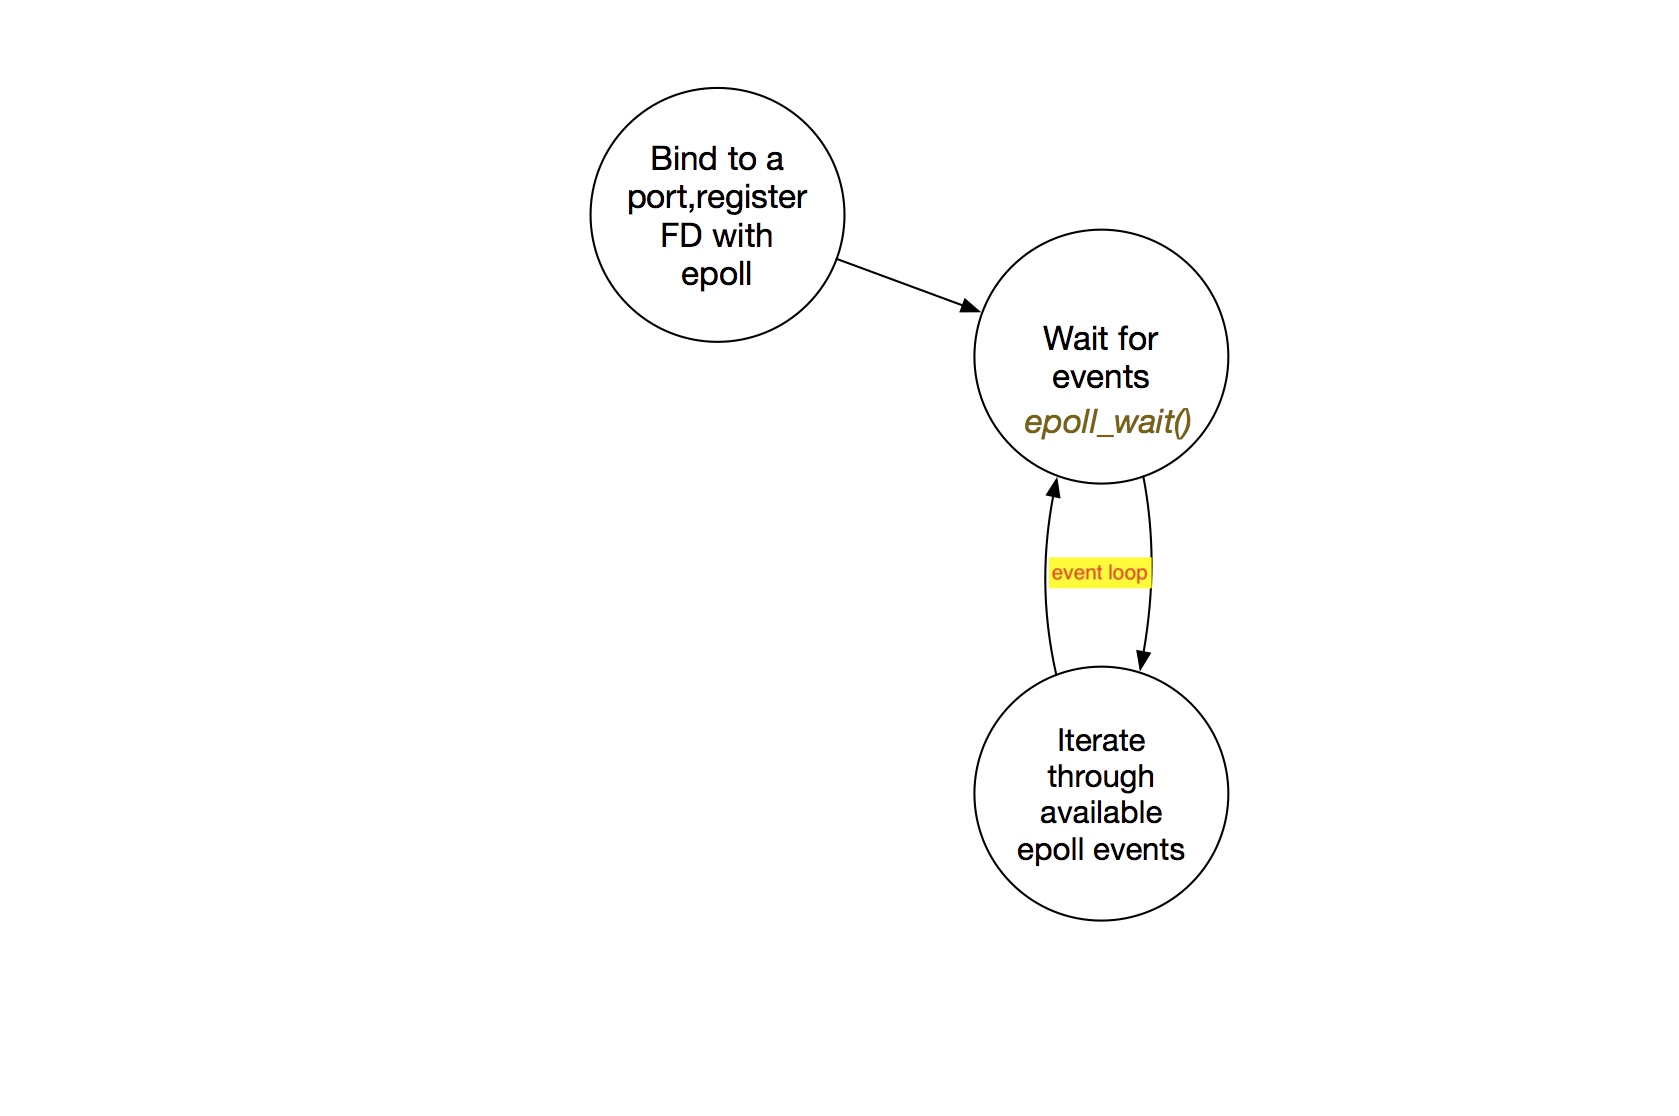 Bind to a
port,register
FD with
epoll
Wait for
events
epoll_wait()
event loop
Iterate
through
available
epoll events